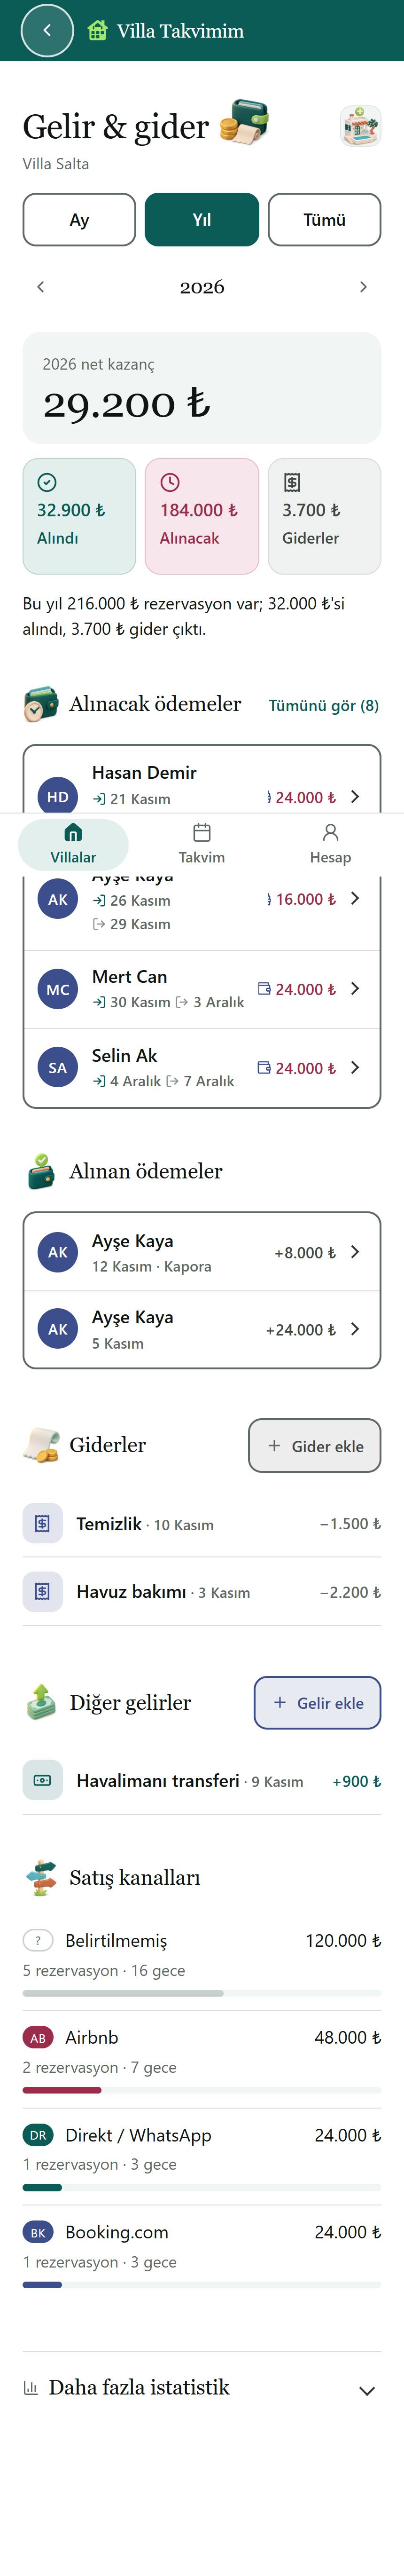 Villa Takvimim
Gelir & gider
Villa Salta
Ay
Yıl
Tümü
2026
2026 net kazanç
29.200 ₺
32.900 ₺
Alındı
184.000 ₺
Alınacak
3.700 ₺
Giderler
Bu yıl 216.000 ₺ rezervasyon var; 32.000 ₺'si
alındı, 3.700 ₺ gider çıktı.
Alınacak ödemeler
Tümünü gör (8)
HD
Hasan Demir
21 Kasım
24.000 ₺
Villalar
Takvim
Hesap
AK
Ayşe Kaya
26 Kasım
29 Kasım
16.000 ₺
MC
Mert Can
30 Kasım 3 Aralık
24.000 ₺
SA
Selin Ak
4 Aralık 7 Aralık
24.000 ₺
Alınan ödemeler
AK
Ayşe Kaya
12 Kasım · Kapora
+8.000 ₺
AK
Ayşe Kaya
5 Kasım
+24.000 ₺
Giderler
+ Gider ekle
Temizlik · 10 Kasım
−1.500 ₺
Havuz bakımı · 3 Kasım
−2.200 ₺
Diğer gelirler
+ Gelir ekle
Havalimanı transferi · 9 Kasım
+900 ₺
Satış kanalları
? Belirtilmemiş
120.000 ₺
5 rezervasyon · 16 gece
AB Airbnb
48.000 ₺
2 rezervasyon · 7 gece
DR Direkt / WhatsApp
24.000 ₺
1 rezervasyon · 3 gece
BK Booking.com
24.000 ₺
1 rezervasyon · 3 gece
Daha fazla istatistik